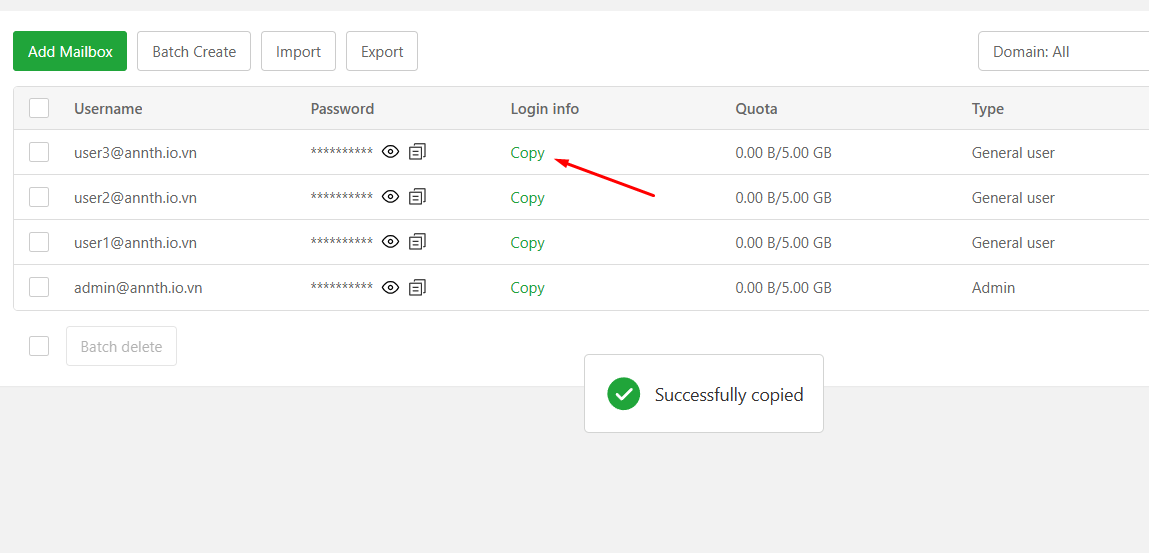 Add Mailbox Batch Create Import Export Domain: All
Username Password Login info Quota Type
user3@annth.io.vn ********** Copy 0.00 B/5.00 GB General user
user2@annth.io.vn ********** Copy 0.00 B/5.00 GB General user
user1@annth.io.vn ********** Copy 0.00 B/5.00 GB General user
admin@annth.io.vn ********** Copy 0.00 B/5.00 GB Admin
Batch delete
Successfully copied